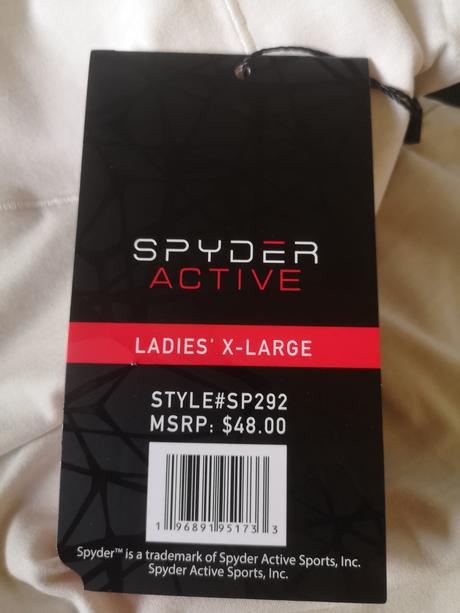 SPYDER
ACTIVE
LADIES' X-LARGE
STYLE#SP292
MSRP: $48.00
1 96891 95173 3
Spyder™ is a trademark of Spyder Active Sports, Inc.
Spyder Active Sports, Inc.